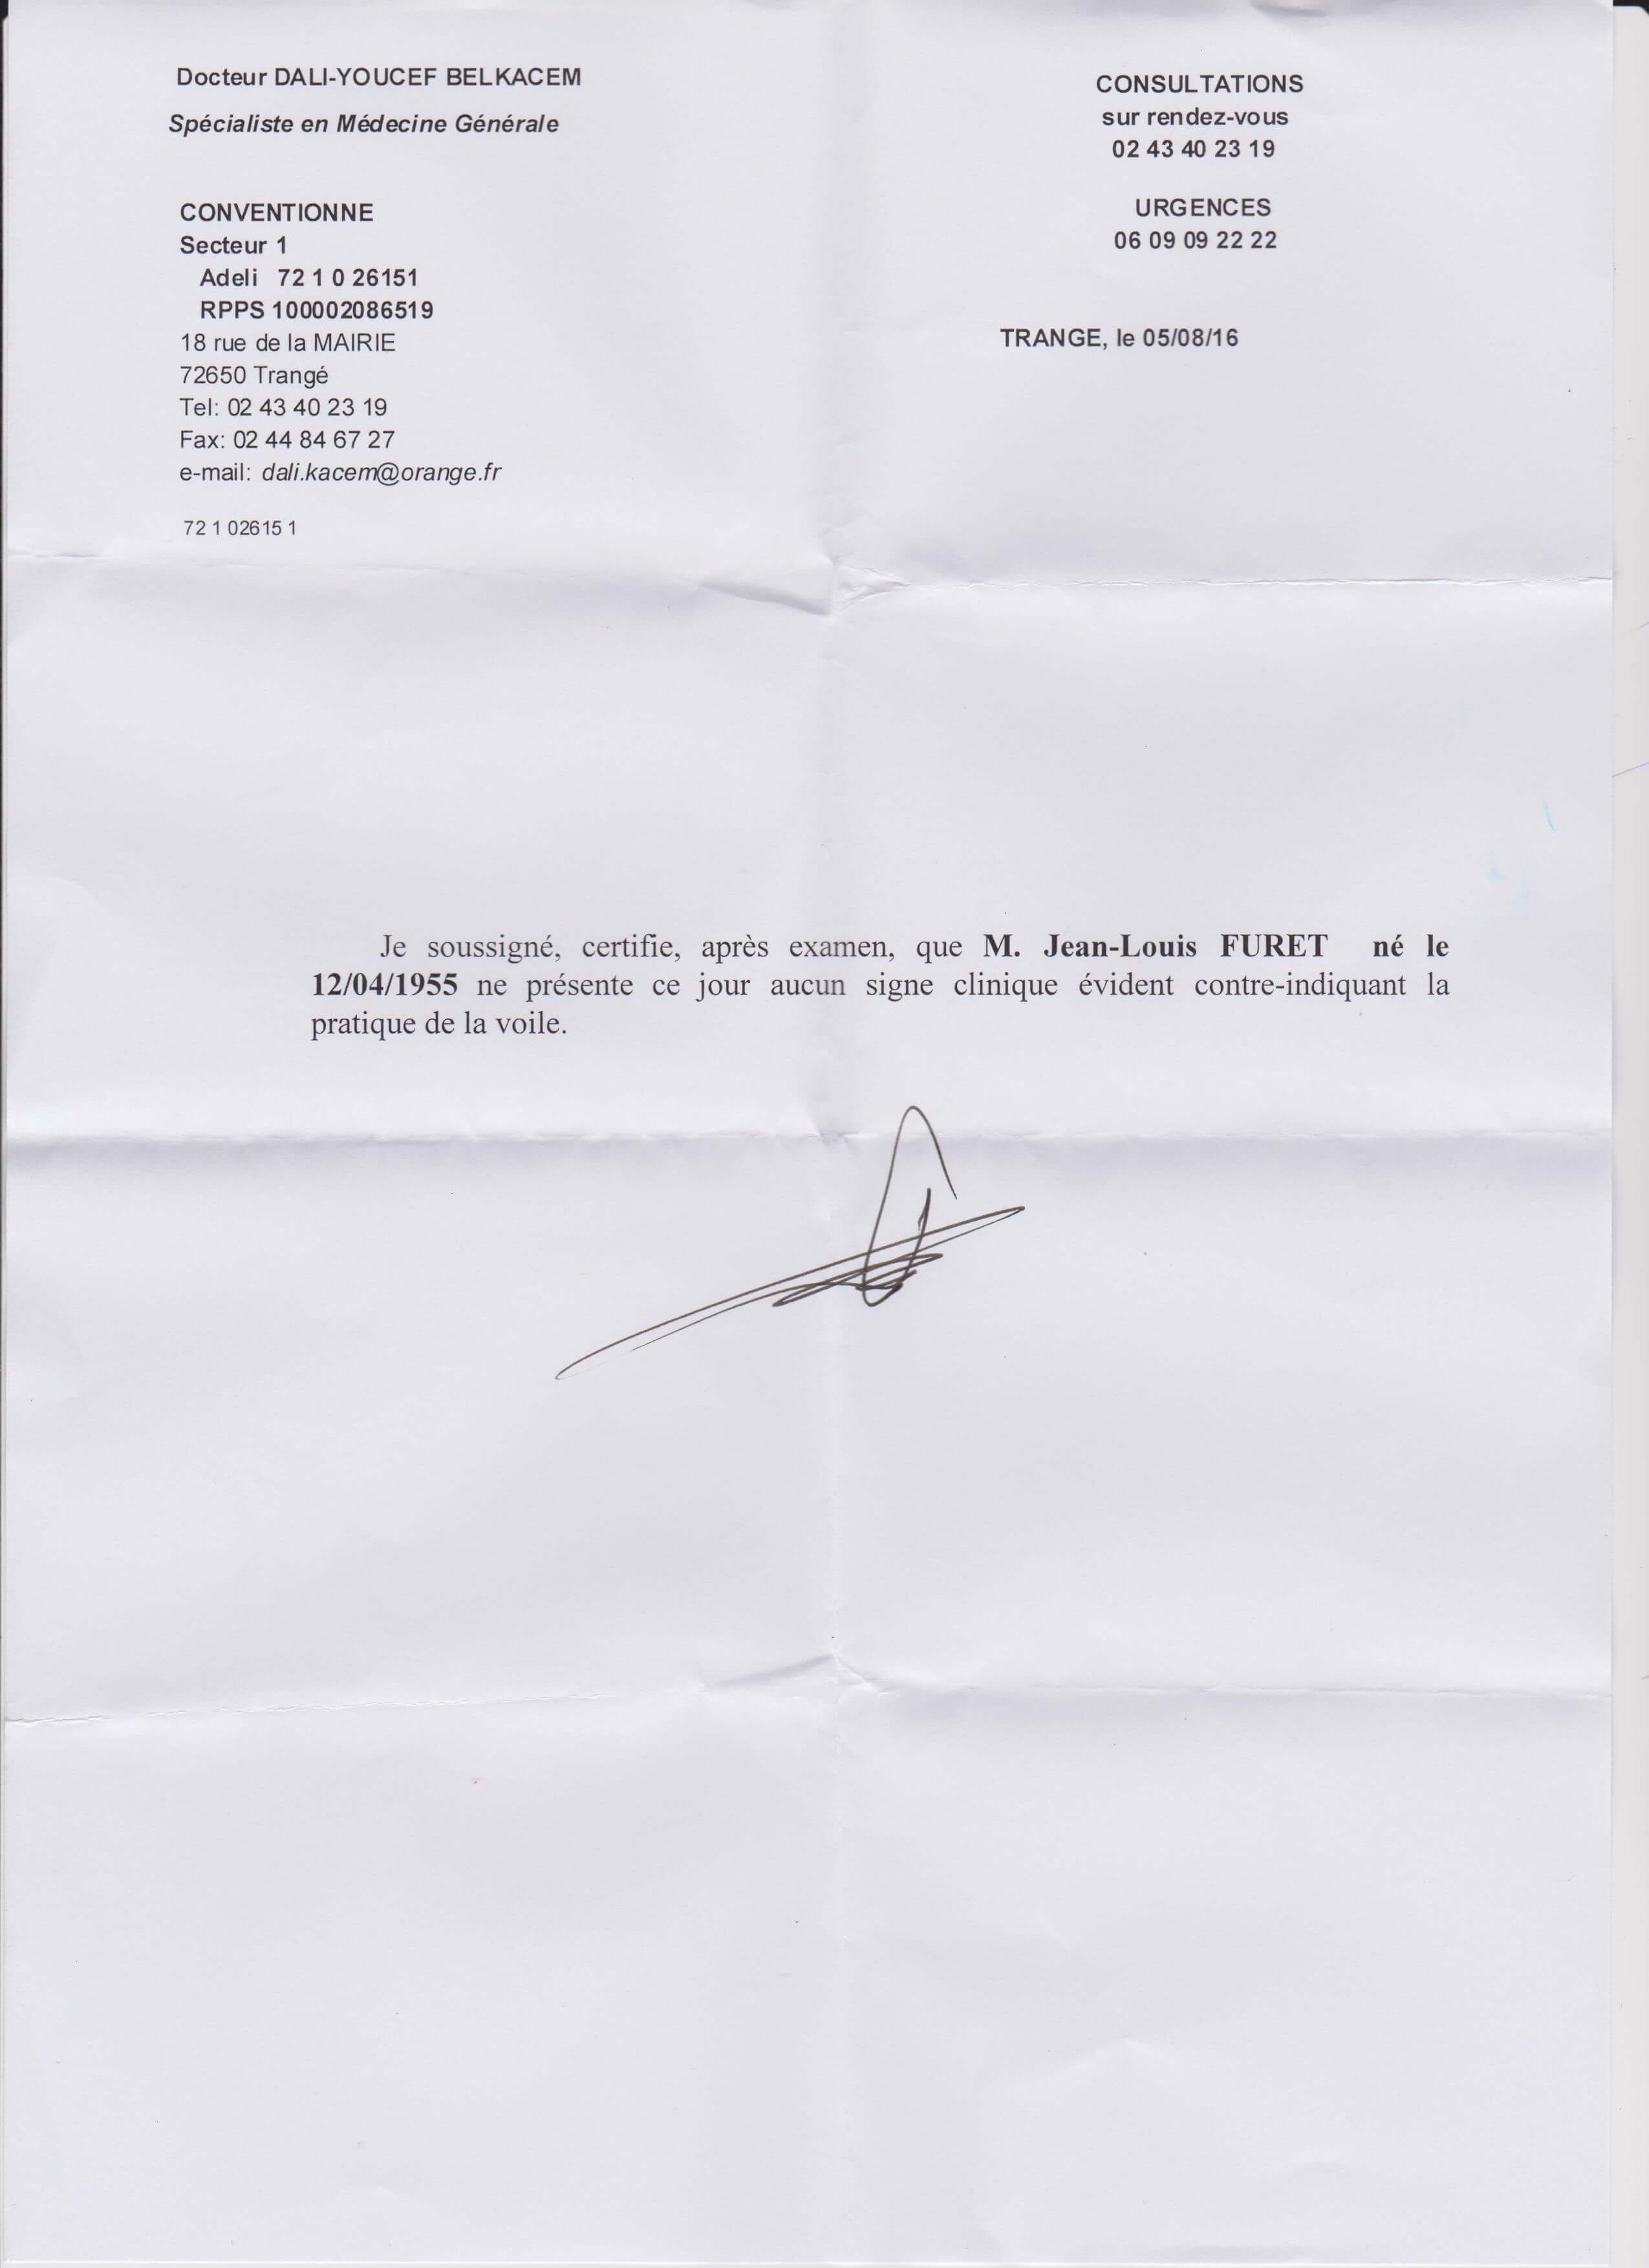 Docteur DALI-YOUCEF BELKACEM
Spécialiste en Médecine Générale
CONVENTIONNE
Secteur 1
Adeli 72 1 0 26151
RPPS 100002086519
18 rue de la MAIRIE
72650 Trangé
Tel: 02 43 40 23 19
Fax: 02 44 84 67 27
e-mail: dali.kacem@orange.fr
72 1 02615 1
CONSULTATIONS
sur rendez-vous
02 43 40 23 19
URGENCES
06 09 09 22 22
TRANGE, le 05/08/16
Je soussigné, certifie, après examen, que M. Jean-Louis FURET né le
12/04/1955 ne présente ce jour aucun signe clinique évident contre-indiquant la
pratique de la voile.